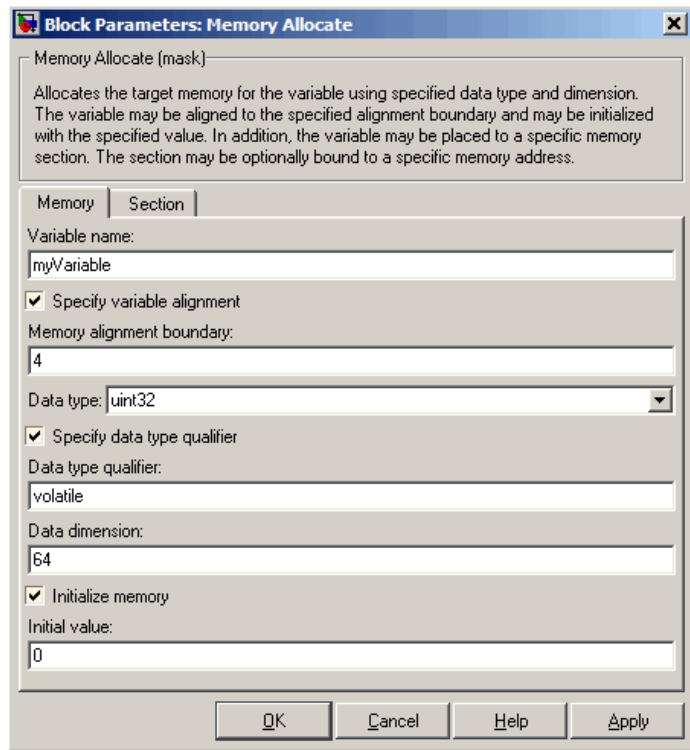 Block Parameters: Memory Allocate
Memory Allocate (mask)
Allocates the target memory for the variable using specified data type and dimension.
The variable may be aligned to the specified alignment boundary and may be initialized
with the specified value. In addition, the variable may be placed to a specific memory
section. The section may be optionally bound to a specific memory address.
Memory Section
Variable name:
myVariable
Specify variable alignment
Memory alignment boundary:
4
Data type: uint32
Specify data type qualifier
Data type qualifier:
volatile
Data dimension:
64
Initialize memory
Initial value:
0
OK Cancel Help Apply